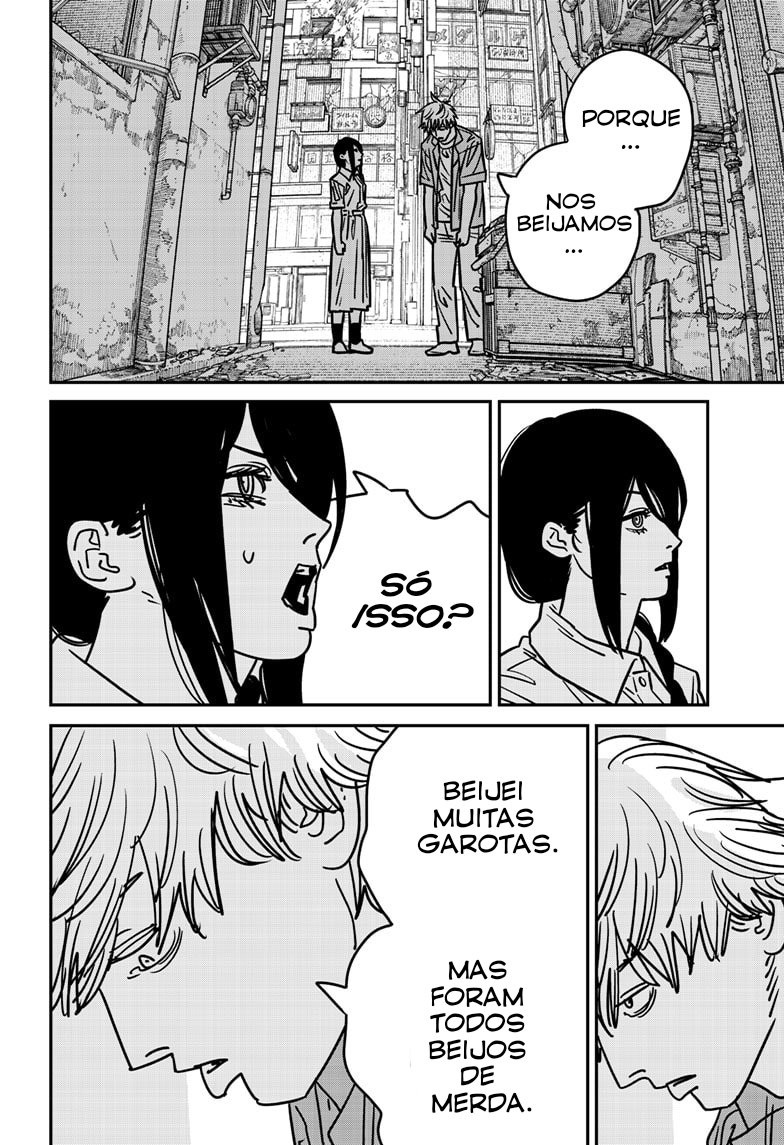 PORQUE
...
NOS
BEIJAMOS
...
SÓ
ISSO?
BEIJEI
MUITAS
GAROTAS.
MAS
FORAM
TODOS
BEIJOS
DE
MERDA.